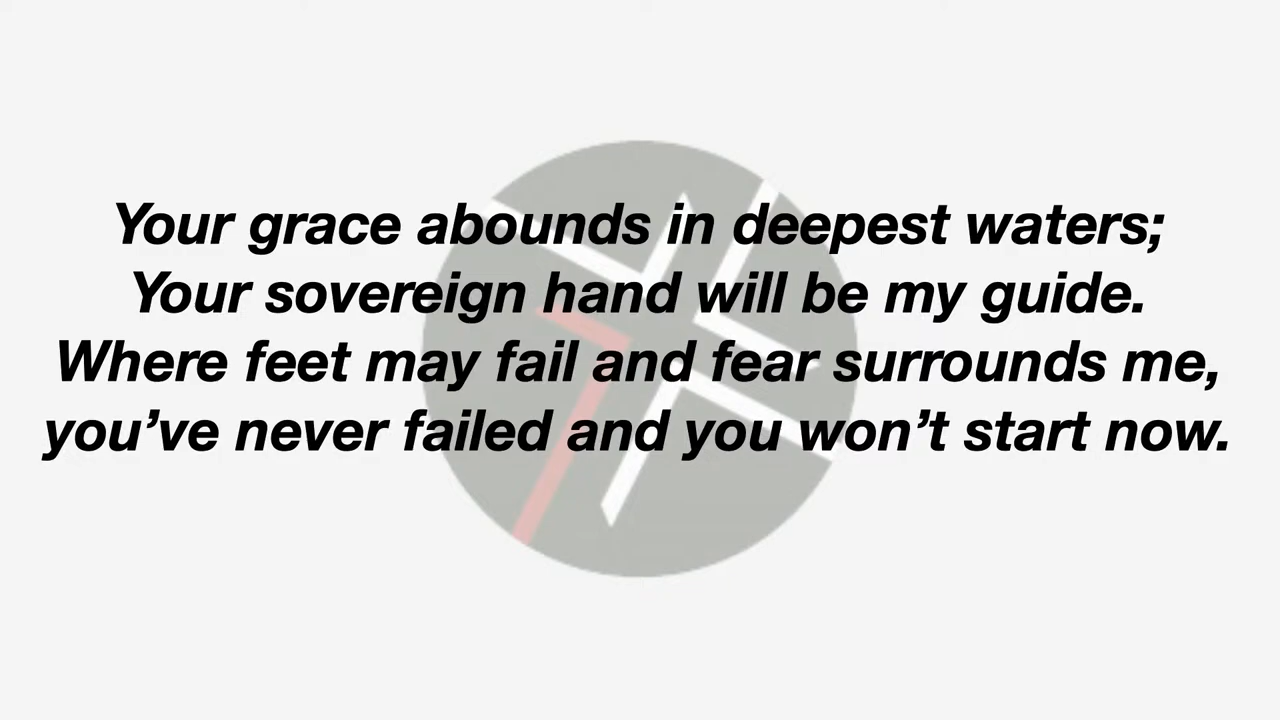 Your grace abounds in deepest waters;
Your sovereign hand will be my guide.
Where feet may fail and fear surrounds me,
you’ve never failed and you won’t start now.